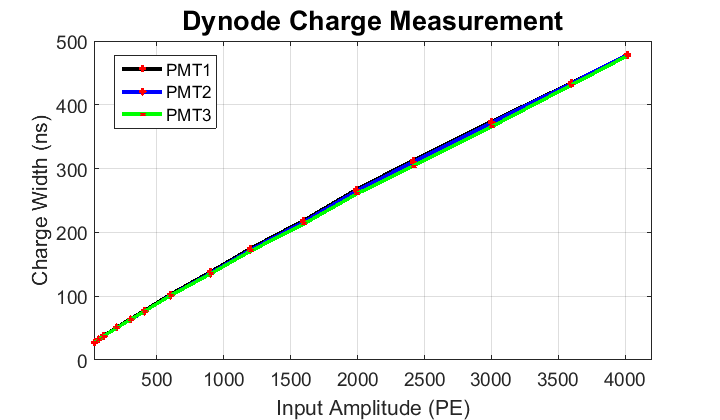 Dynode Charge Measurement
PMT1
PMT2
PMT3
Charge Width (ns)
500
400
300
200
100
0
500 1000 1500 2000 2500 3000 3500 4000
Input Amplitude (PE)